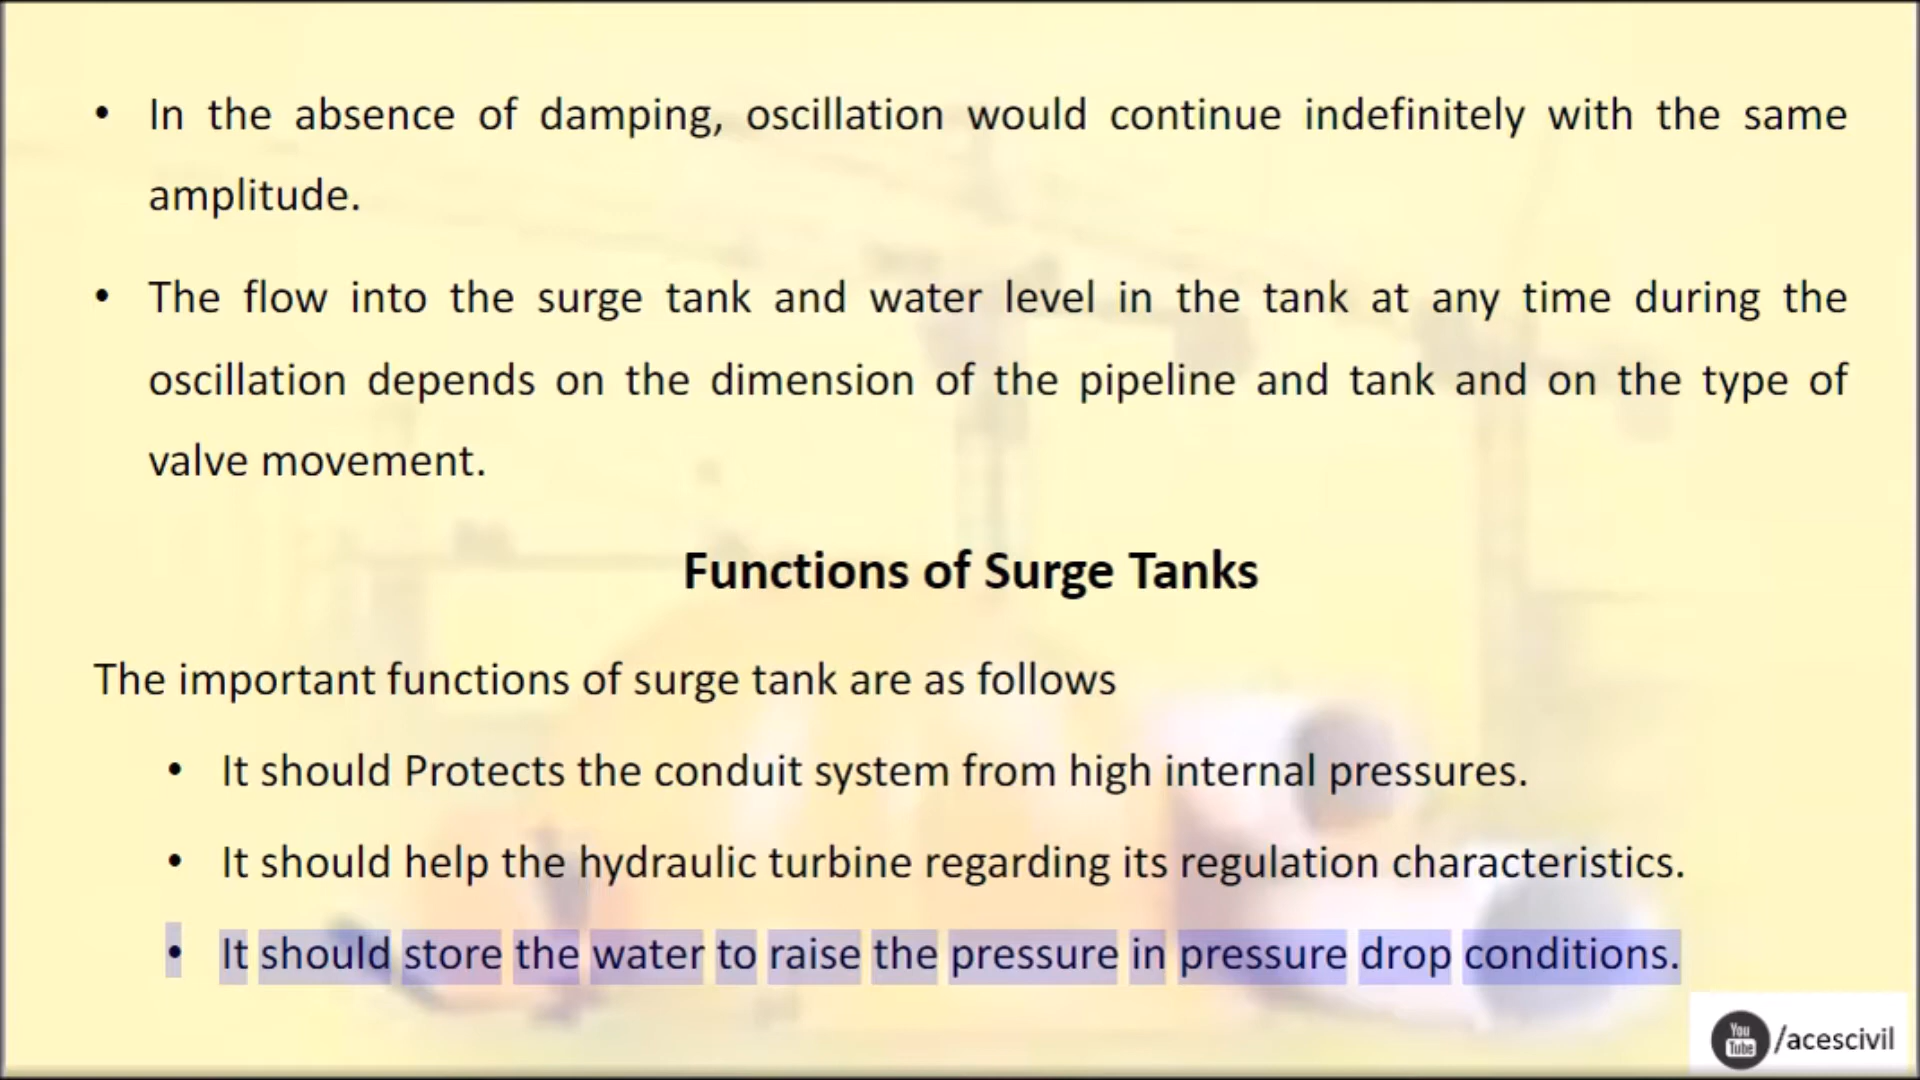 • In the absence of damping, oscillation would continue indefinitely with the same
amplitude.
• The flow into the surge tank and water level in the tank at any time during the
oscillation depends on the dimension of the pipeline and tank and on the type of
valve movement.
Functions of Surge Tanks
The important functions of surge tank are as follows
• It should Protects the conduit system from high internal pressures.
• It should help the hydraulic turbine regarding its regulation characteristics.
• It should store the water to raise the pressure in pressure drop conditions.
You Tube /acescivil